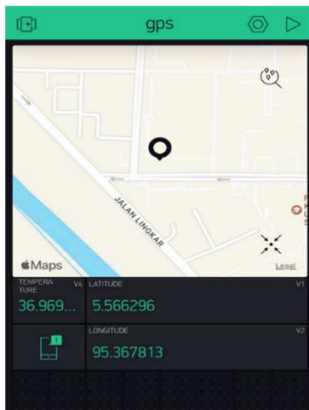 gps
JALAN LINGKAR
Maps
Legal
TEMPERA
TURE
V4
36.969...
LATITUDE
V1
5.566296
LONGITUDE
V2
95.367813